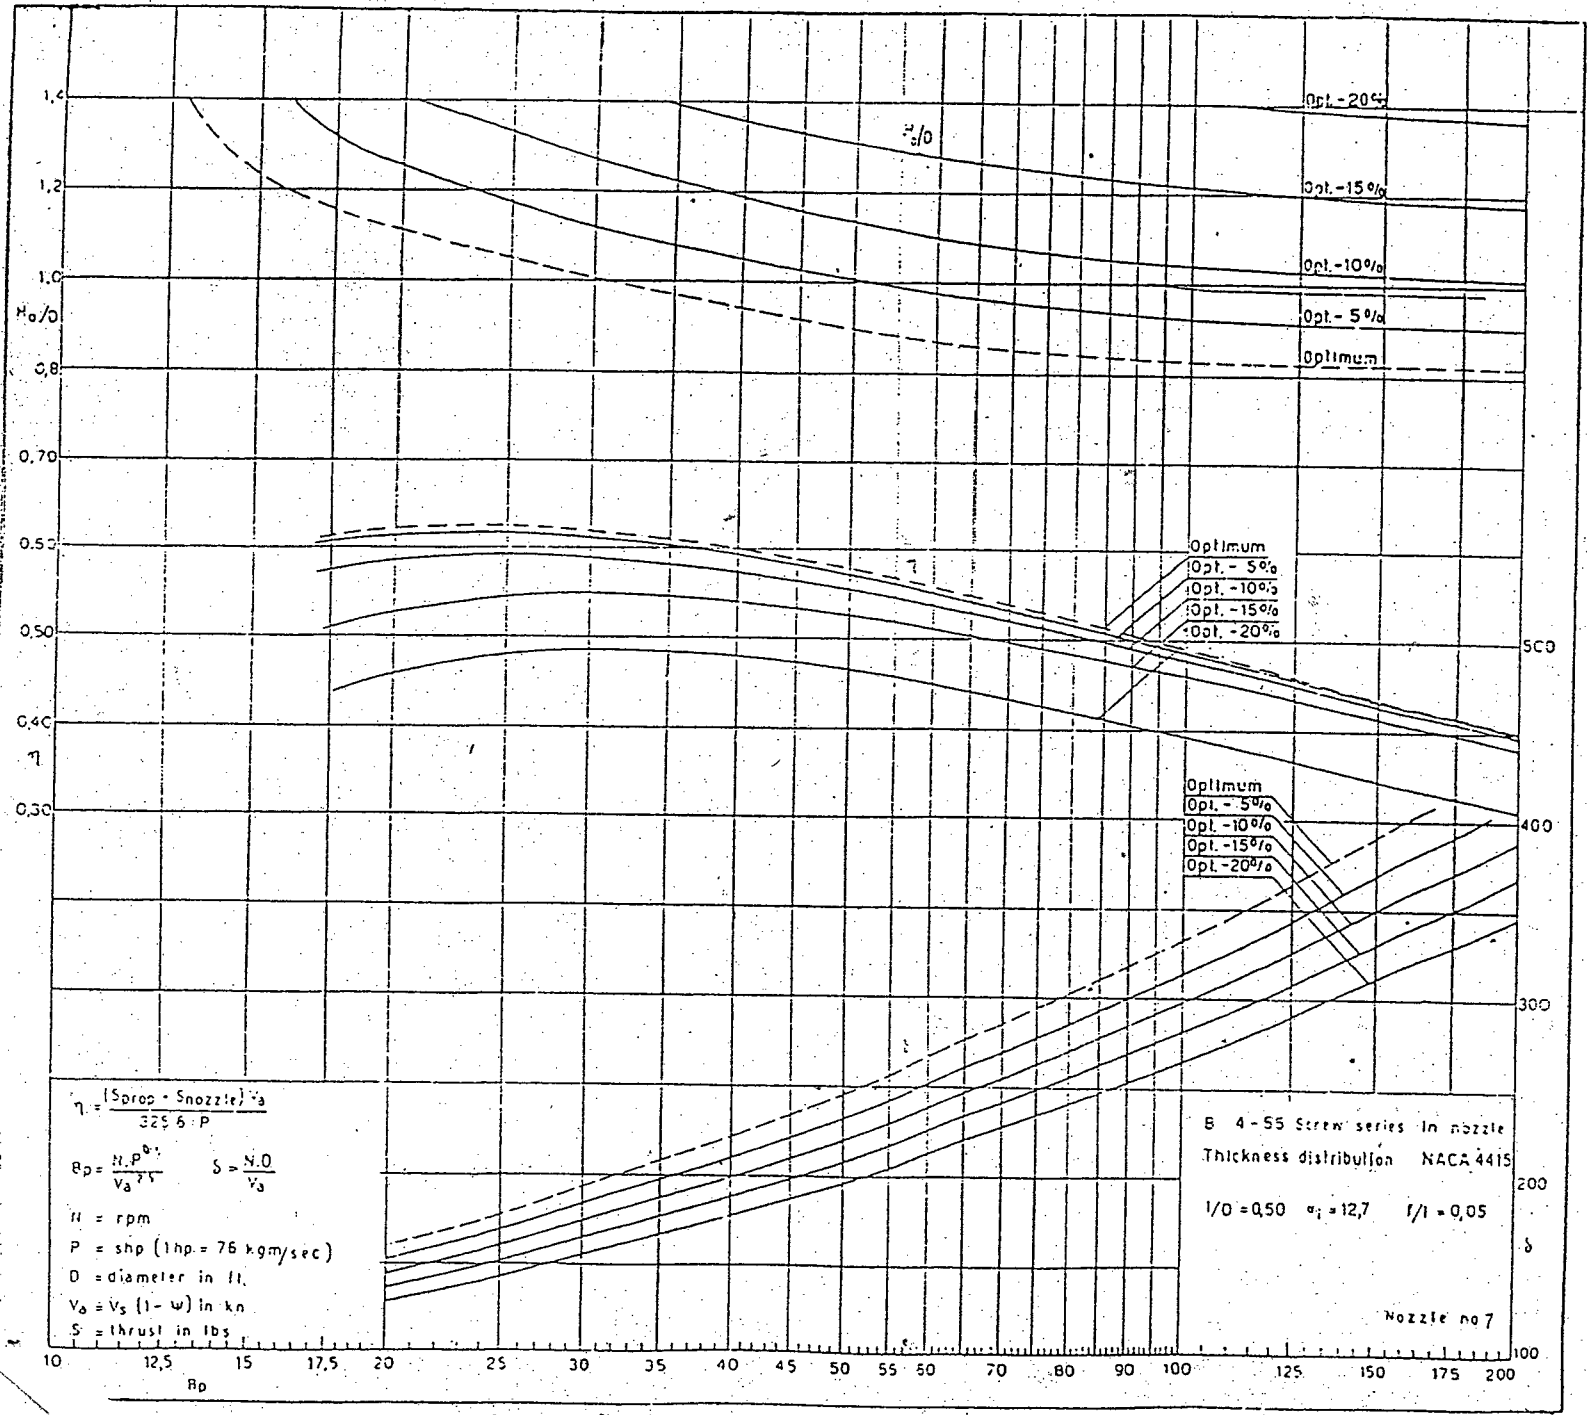 Opt.-20%
1,4
H₀/D
Opt.-15%
1,2
Opt.-10%
1,0
H₀/D
Opt.-5%
Optimum
0,8
0,70
0.60
η
Optimum
Opt.-5%
Opt.-10%
Opt.-15%
Opt.-20%
0,50
500
0,40
η
Optimum
Opt.-5%
Opt.-10%
Opt.-15%
Opt.-20%
0,30
400
300
η = (Sprop - Snozzle) Va
325.6 P
Bp = N.P^0.5 / Va^2.5 δ = N.D / Va
N = rpm
P = shp (1hp = 76 kgm/sec)
D = diameter in ft.
Va = Vs (1-w) in kn
S = thrust in lbs
B 4-55 Screw series in nozzle
Thickness distribution NACA 4415
200
l/D = 0,50 αi = 12,7 f/l = 0,05
δ
Nozzle no 7
100
10 12,5 15 17,5 20 25 30 35 40 45 50 55 60 70 80 90 100 125 150 175 200
Bp